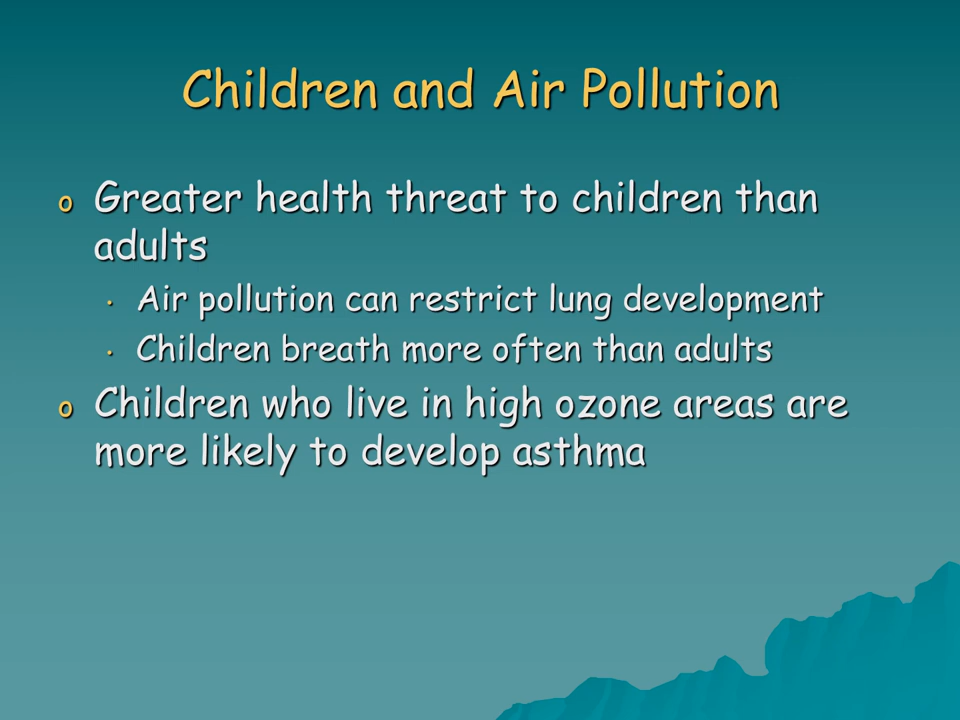 Children and Air Pollution
o Greater health threat to children than
adults
• Air pollution can restrict lung development
• Children breath more often than adults
o Children who live in high ozone areas are
more likely to develop asthma